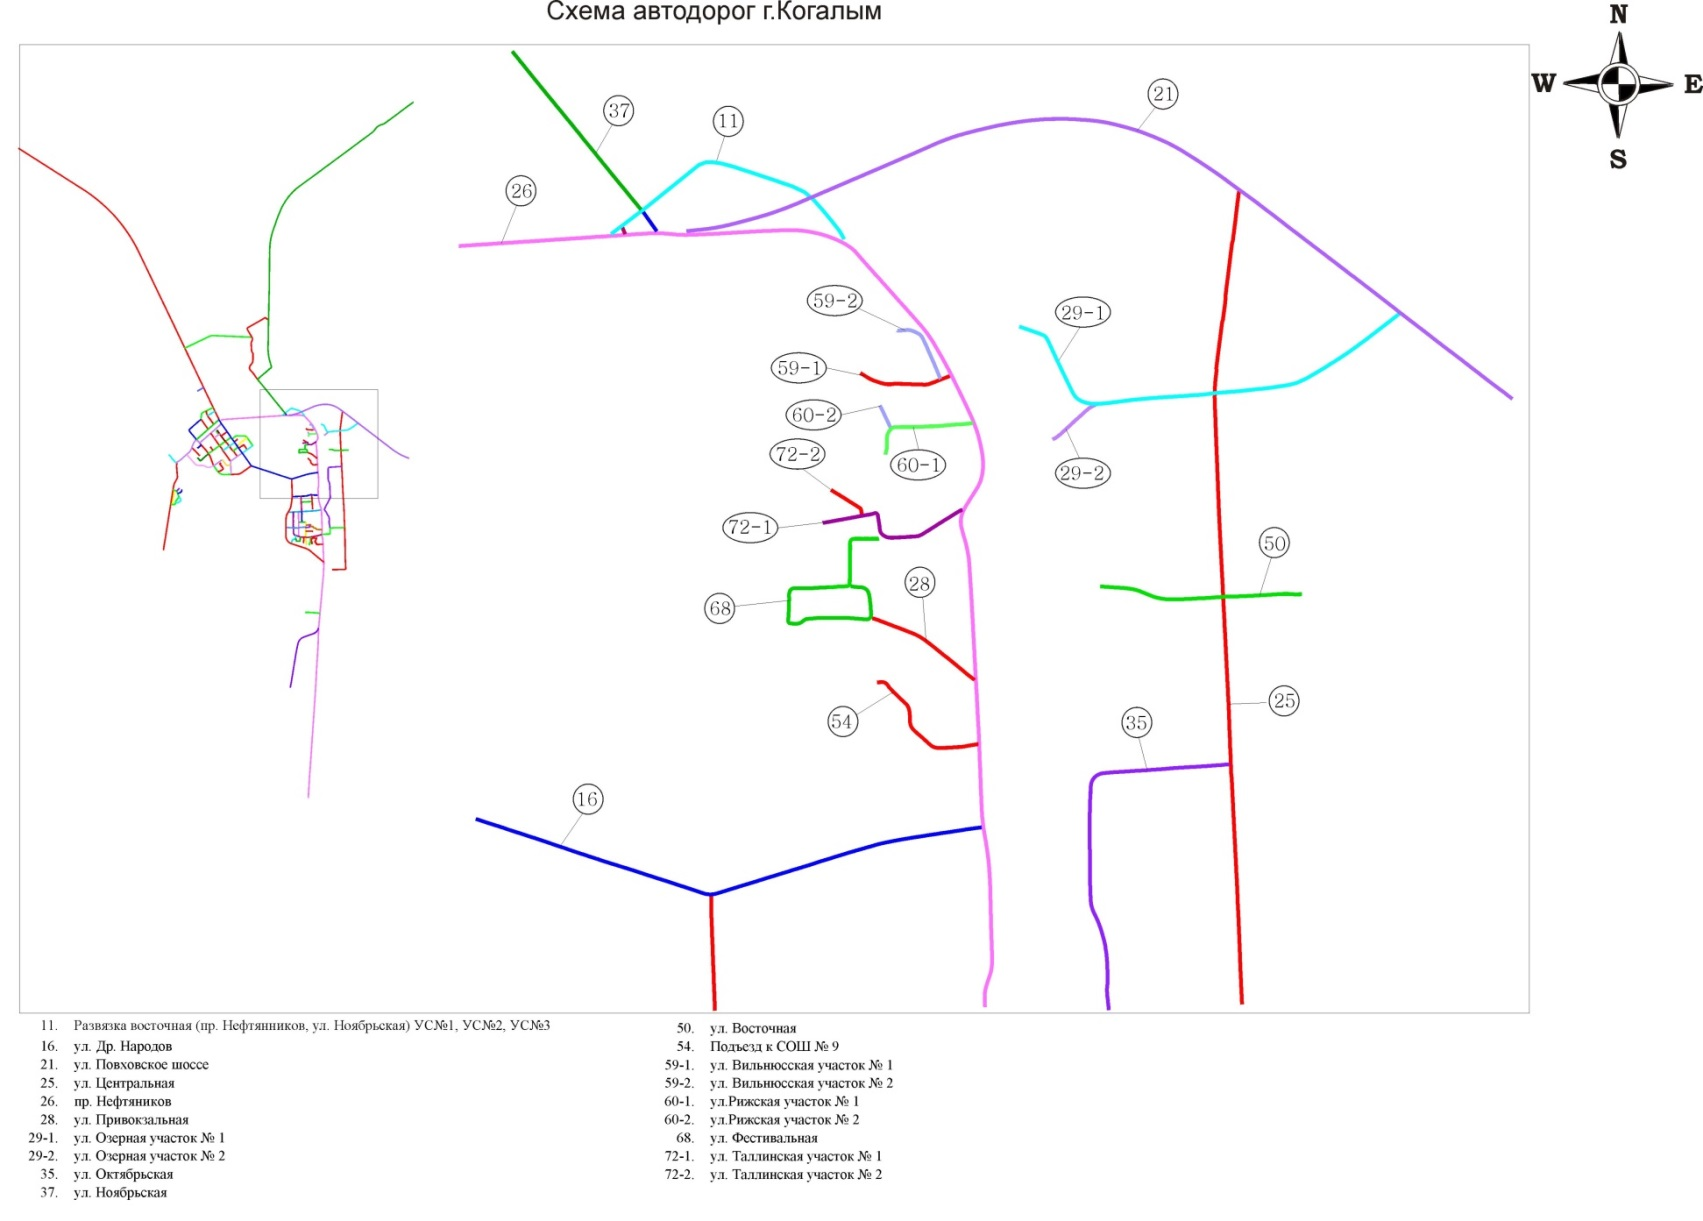 Схема автодорог г.Когалым
N
W
E
S
21
37
11
26
59-2
29-1
59-1
60-2
72-2
60-1
29-2
72-1
50
28
68
25
54
35
16
11. Развязка восточная (пр. Нефтянников, ул. Ноябрьская) УС№1, УС№2, УС№3
16. ул. Др. Народов
21. ул. Повховское шоссе
25. ул. Центральная
26. пр. Нефтяников
28. ул. Привокзальная
29-1. ул. Озерная участок № 1
29-2. ул. Озерная участок № 2
35. ул. Октябрьская
37. ул. Ноябрьская
50. ул. Восточная
54. Подъезд к СОШ № 9
59-1. ул. Вильнюсская участок № 1
59-2. ул. Вильнюсская участок № 2
60-1. ул.Рижская участок № 1
60-2. ул.Рижская участок № 2
68. ул. Фестивальная
72-1. ул. Таллинская участок № 1
72-2. ул. Таллинская участок № 2